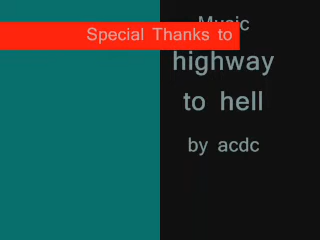 Music
Special Thanks to
highway
to hell
by acdc